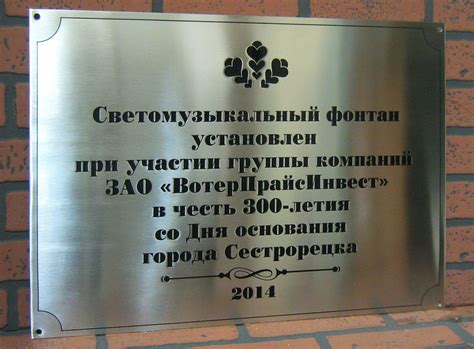 Светомузыкальный фонтан
установлен
при участии группы компаний
ЗАО «ВотерПрайсИнвест»
в честь 300-летия
со Дня основания
города Сестрорецка
2014